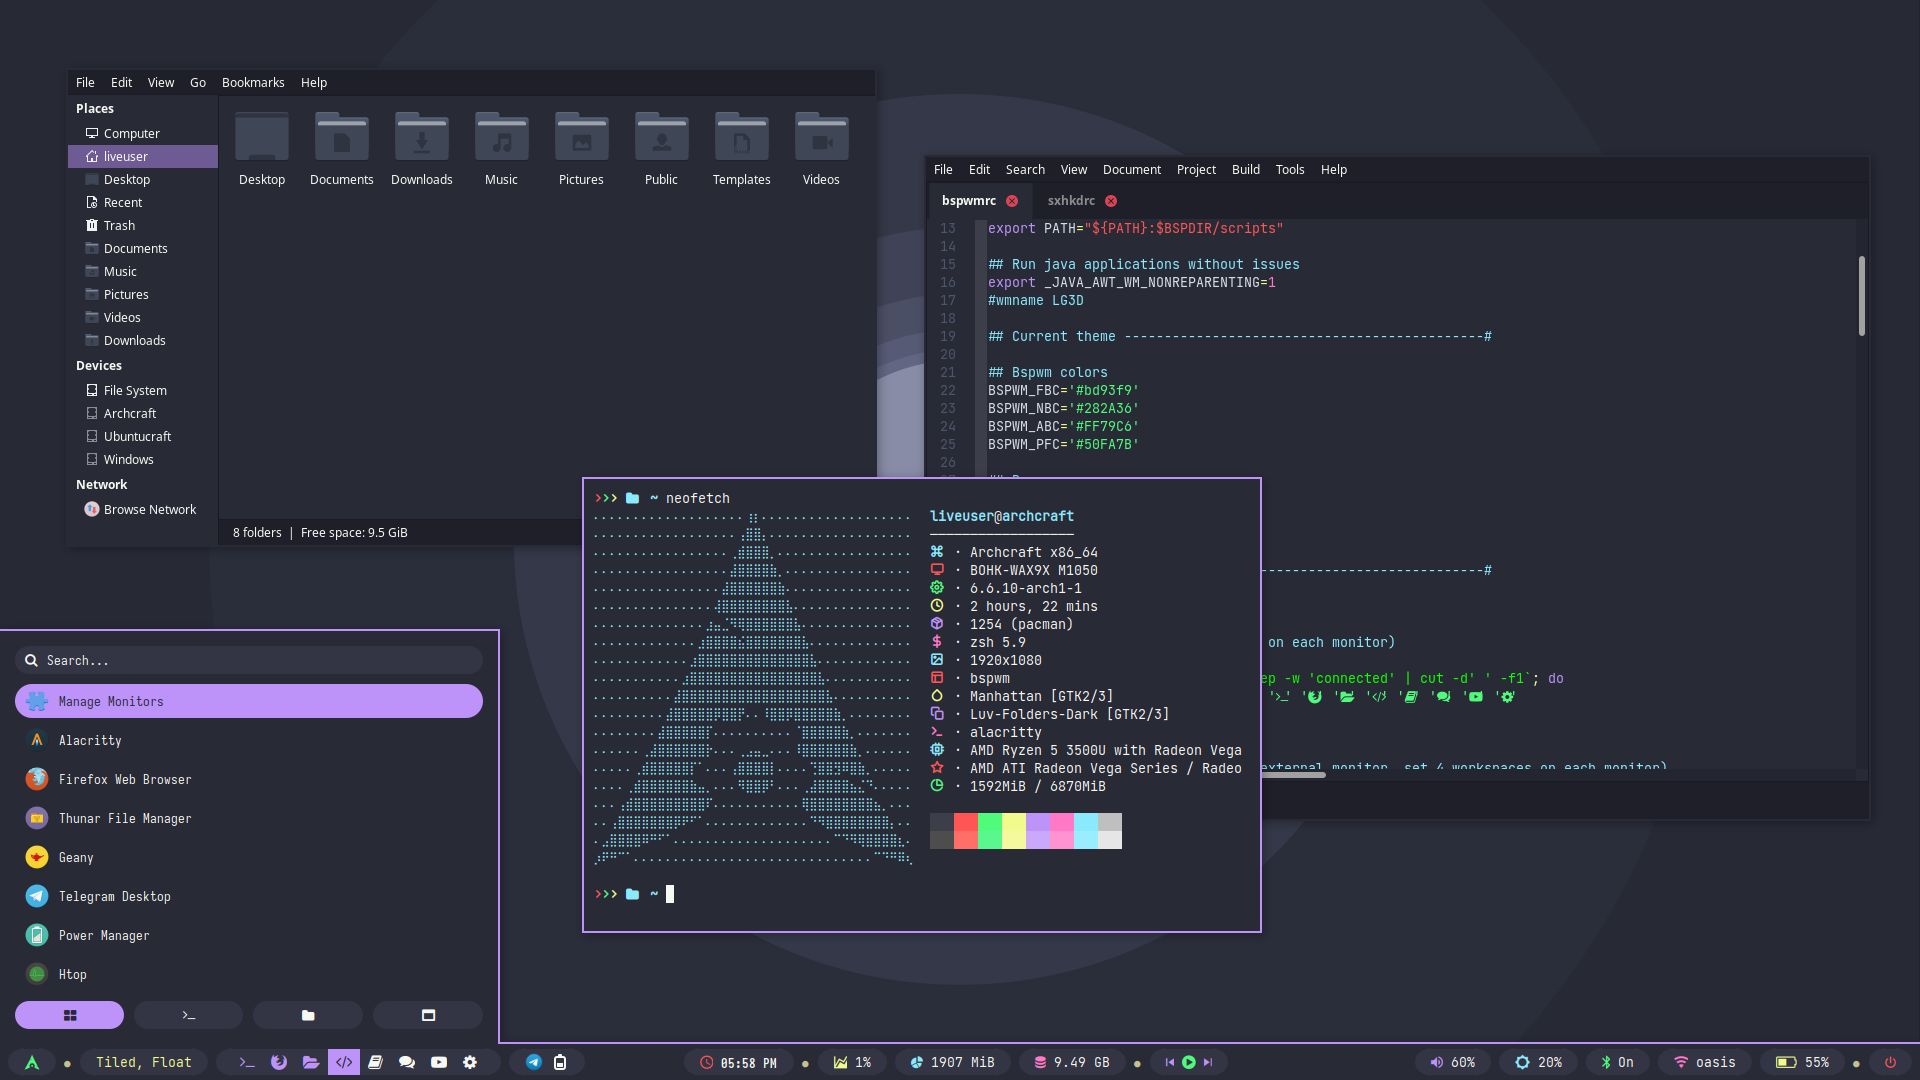 File Edit View Go Bookmarks Help
Places
Computer
liveuser
Desktop
Recent
Trash
Documents
Music
Pictures
Videos
Downloads
Devices
File System
Archcraft
Ubuntucraft
Windows
Network
Browse Network
Desktop Documents Downloads Music Pictures Public Templates Videos
8 folders | Free space: 9.5 GiB
File Edit Search View Document Project Build Tools Help
bspwmrc sxhkdrc
13 export PATH="${PATH}:$BSPDIR/scripts"
14
15 ## Run java applications without issues
16 export _JAVA_AWT_WM_NONREPARENTING=1
17 #wmname LG3D
18
19 ## Current theme ---------------------------------------------#
20
21 ## Bspwm colors
22 BSPWM_FBC='#bd93f9'
23 BSPWM_NBC='#282A36'
24 BSPWM_ABC='#FF79C6'
25 BSPWM_PFC='#50FA7B'
26
----------------------------#
on each monitor)
ep -w 'connected' | cut -d' ' -f1`; do
external monitor, set 4 workspaces on each monitor)
>>> ~ neofetch
liveuser@archcraft
------------------
· Archcraft x86_64
· BOHK-WAX9X M1050
· 6.6.10-arch1-1
· 2 hours, 22 mins
· 1254 (pacman)
· zsh 5.9
· 1920x1080
· bspwm
· Manhattan [GTK2/3]
· Luv-Folders-Dark [GTK2/3]
· alacritty
· AMD Ryzen 5 3500U with Radeon Vega
· AMD ATI Radeon Vega Series / Radeo
· 1592MiB / 6870MiB
>>> ~
Search...
Manage Monitors
Alacritty
Firefox Web Browser
Thunar File Manager
Geany
Telegram Desktop
Power Manager
Htop
Tiled, Float
05:58 PM
1%
1907 MiB
9.49 GB
60%
20%
On
oasis
55%